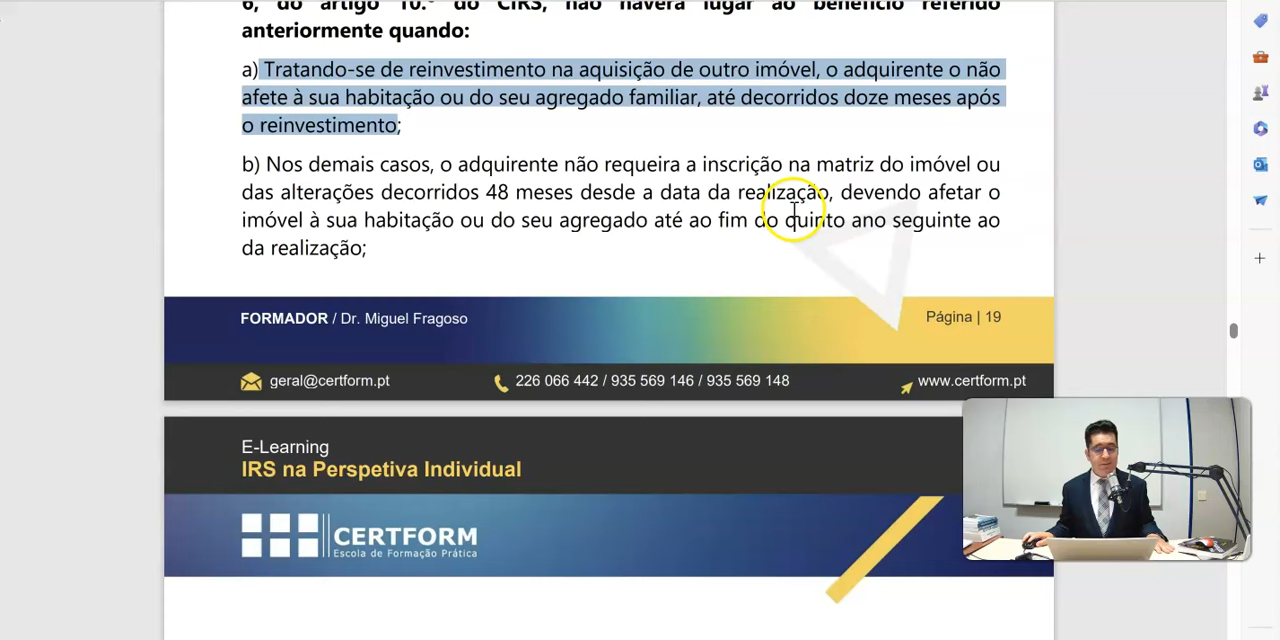 6, do artigo 10.º do CIRS, não haverá lugar ao benefício referido
anteriormente quando:
a) Tratando-se de reinvestimento na aquisição de outro imóvel, o adquirente o não
afete à sua habitação ou do seu agregado familiar, até decorridos doze meses após
o reinvestimento;
b) Nos demais casos, o adquirente não requeira a inscrição na matriz do imóvel ou
das alterações decorridos 48 meses desde a data da realização, devendo afetar o
imóvel à sua habitação ou do seu agregado até ao fim do quinto ano seguinte ao
da realização;
FORMADOR / Dr. Miguel Fragoso
Página | 19
geral@certform.pt
226 066 442 / 935 569 146 / 935 569 148
www.certform.pt
E-Learning
IRS na Perspetiva Individual
CERTFORM
Escola de Formação Prática